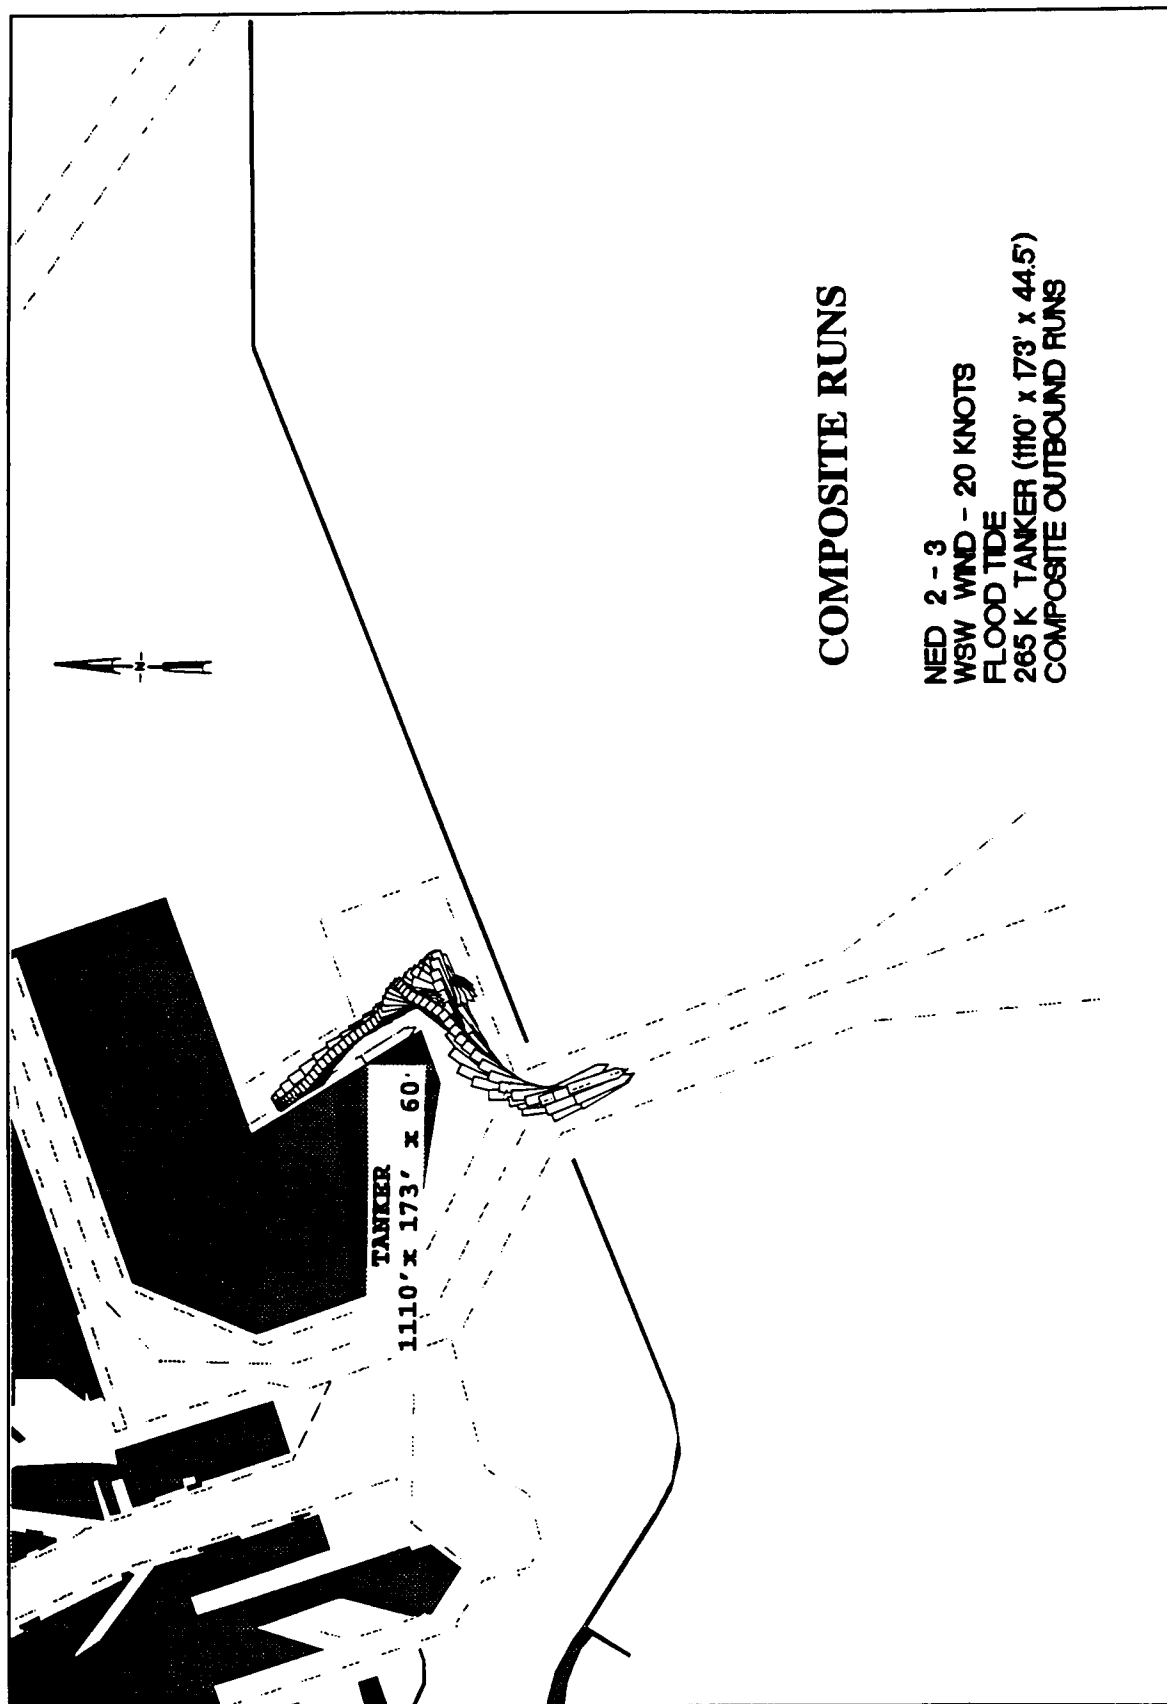 N
TANKER
1110'x 173' x 60'
COMPOSITE RUNS
NED 2 - 3
WSW WIND - 20 KNOTS
FLOOD TIDE
265 K TANKER (1110' x 173' x 44.5')
COMPOSITE OUTBOUND RUNS